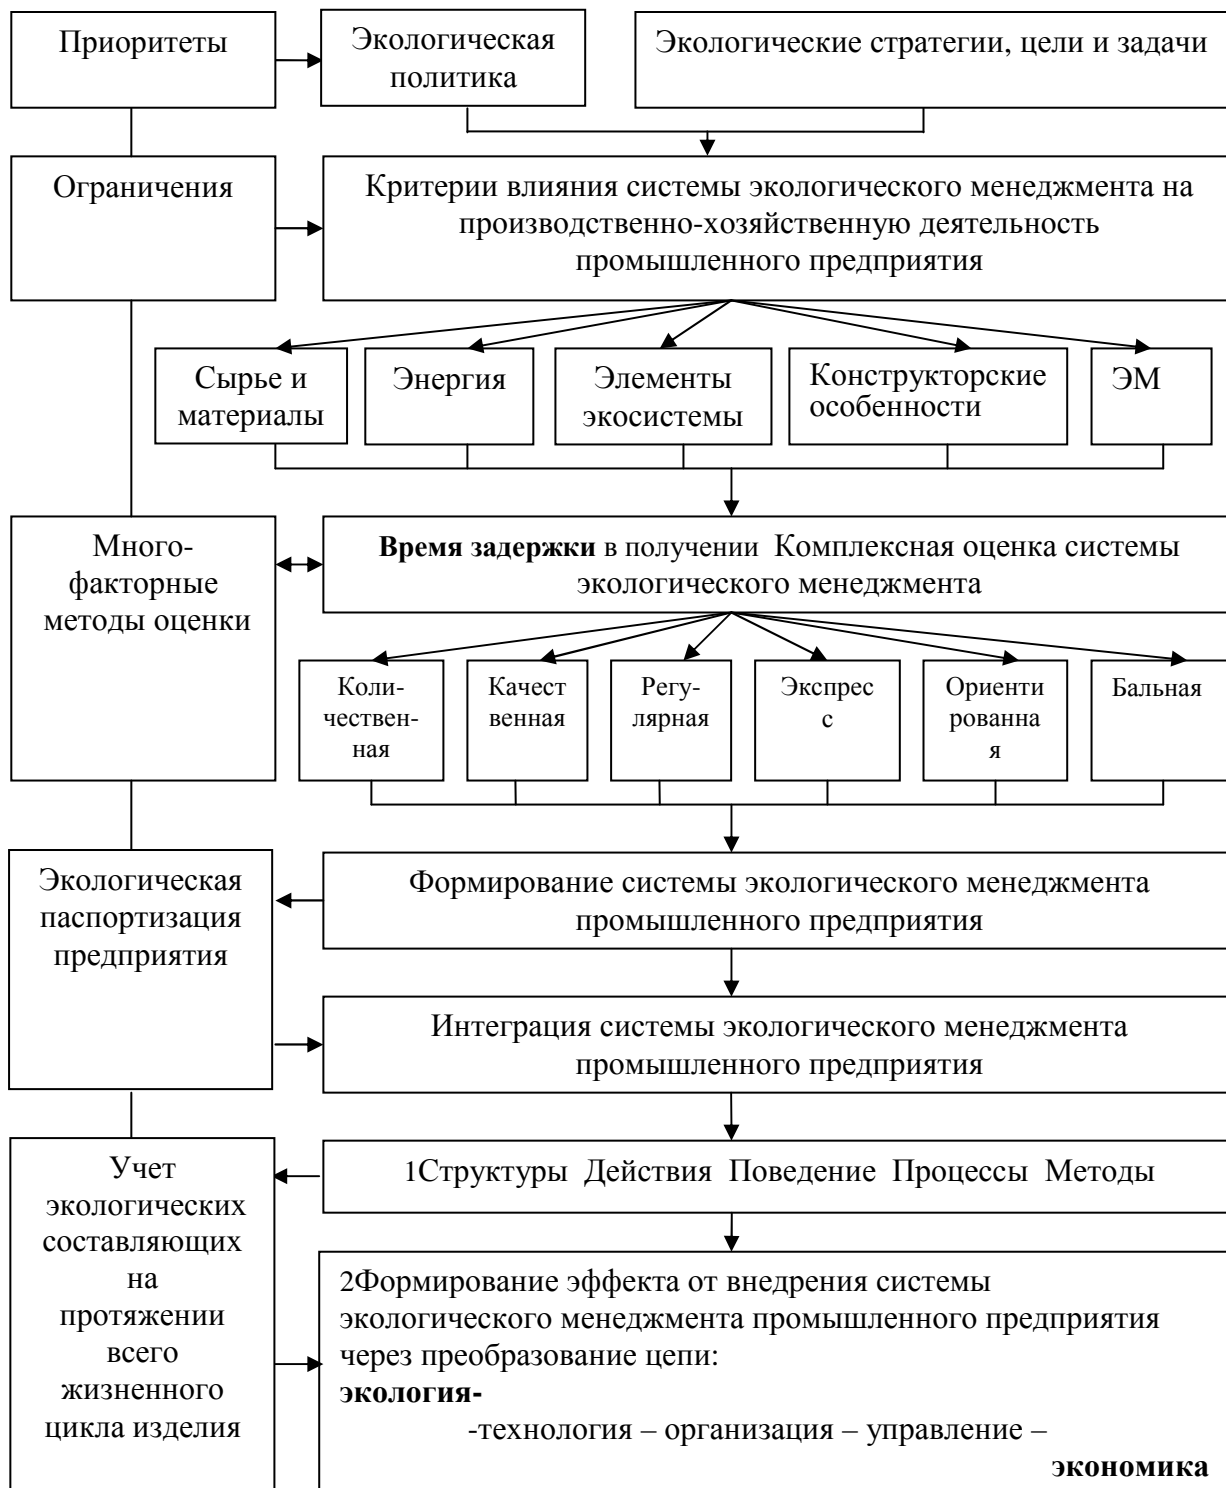 Приоритеты
Экологическая
политика
Экологические стратегии, цели и задачи
Ограничения
Критерии влияния системы экологического менеджмента на
производственно-хозяйственную деятельность
промышленного предприятия
Сырье и
материалы
Энергия
Элементы
экосистемы
Конструкторские
особенности
ЭМ
Много-
факторные
методы оценки
Время задержки в получении Комплексная оценка системы
экологического менеджмента
Коли-
чествен-
ная
Качест
венная
Регу-
лярная
Экспрес
с
Ориенти
рованна
я
Бальная
Экологическая
паспортизация
предприятия
Формирование системы экологического менеджмента
промышленного предприятия
Интеграция системы экологического менеджмента
промышленного предприятия
Учет
экологических
составляющих
на
протяжении
всего
жизненного
цикла изделия
1Структуры Действия Поведение Процессы Методы
2Формирование эффекта от внедрения системы
экологического менеджмента промышленного предприятия
через преобразование цепи:
экология-
-технология – организация – управление –
экономика